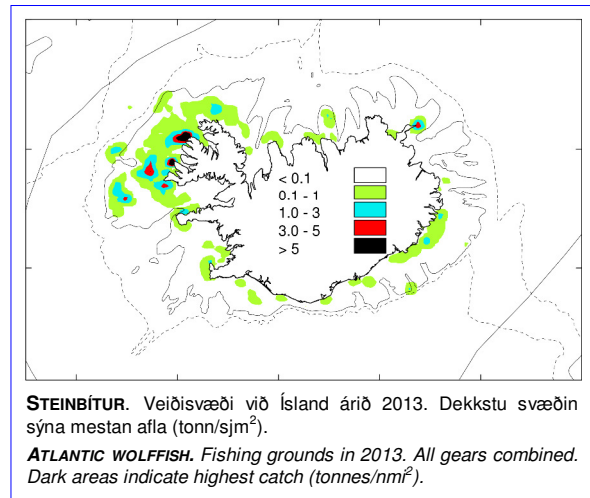 < 0.1
0.1 - 1
1.0 - 3
3.0 - 5
> 5
STEINBÍTUR. Veiðisvæði við Ísland árið 2013. Dekkstu svæðin
sýna mestan afla (tonn/sjm²).
ATLANTIC WOLFFISH. Fishing grounds in 2013. All gears combined.
Dark areas indicate highest catch (tonnes/nmi²).